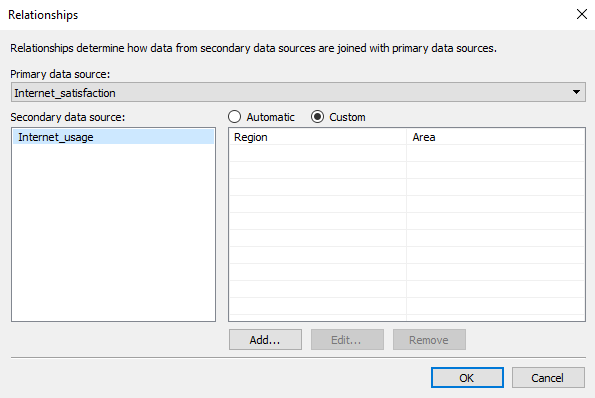 Relationships
Relationships determine how data from secondary data sources are joined with primary data sources.
Primary data source:
Internet_satisfaction
Secondary data source:
Automatic
Custom
Internet_usage
Region
Area
Add...
Edit...
Remove
OK
Cancel